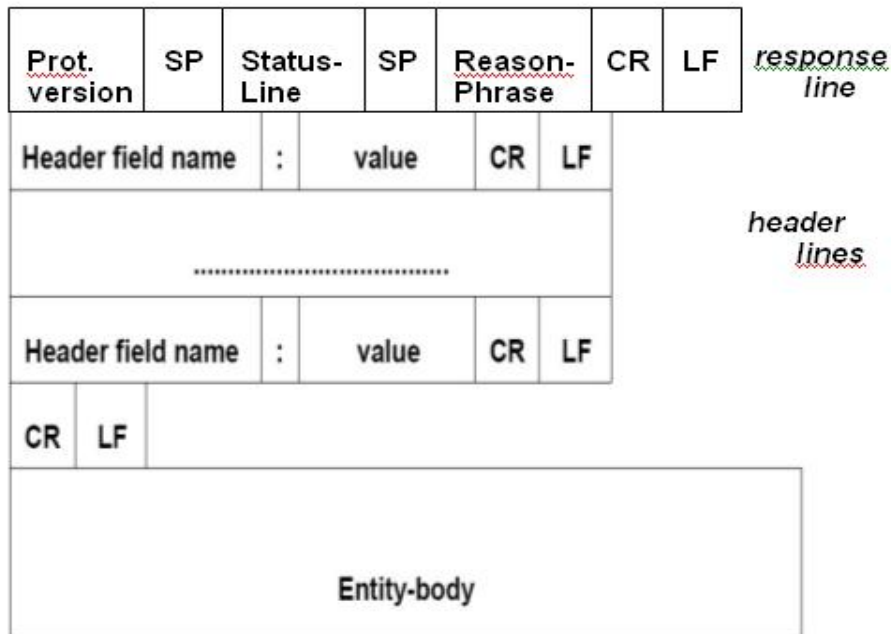 Prot. version SP Status-Line SP Reason-Phrase CR LF response line
Header field name : value CR LF
header lines
.....................................
Header field name : value CR LF
CR LF
Entity-body